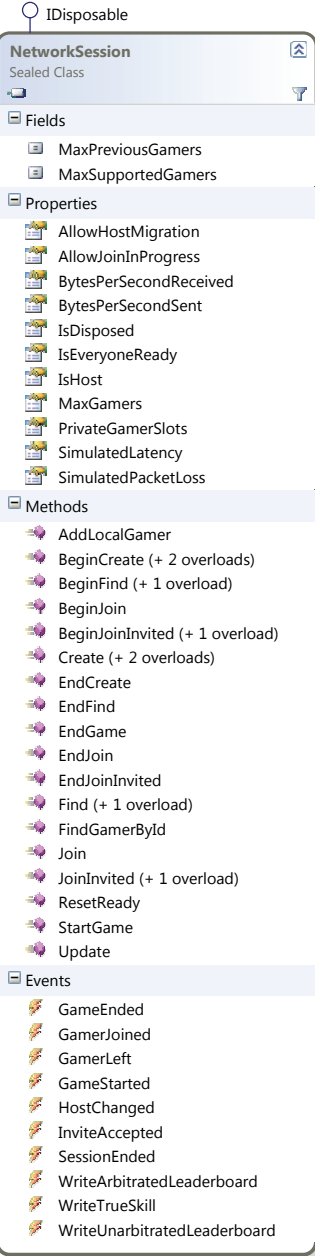 IDisposable
NetworkSession
Sealed Class
Fields
MaxPreviousGamers
MaxSupportedGamers
Properties
AllowHostMigration
AllowJoinInProgress
BytesPerSecondReceived
BytesPerSecondSent
IsDisposed
IsEveryoneReady
IsHost
MaxGamers
PrivateGamerSlots
SimulatedLatency
SimulatedPacketLoss
Methods
AddLocalGamer
BeginCreate (+ 2 overloads)
BeginFind (+ 1 overload)
BeginJoin
BeginJoinInvited (+ 1 overload)
Create (+ 2 overloads)
EndCreate
EndFind
EndGame
EndJoin
EndJoinInvited
Find (+ 1 overload)
FindGamerById
Join
JoinInvited (+ 1 overload)
ResetReady
StartGame
Update
Events
GameEnded
GamerJoined
GamerLeft
GameStarted
HostChanged
InviteAccepted
SessionEnded
WriteArbitratedLeaderboard
WriteTrueSkill
WriteUnarbitratedLeaderboard